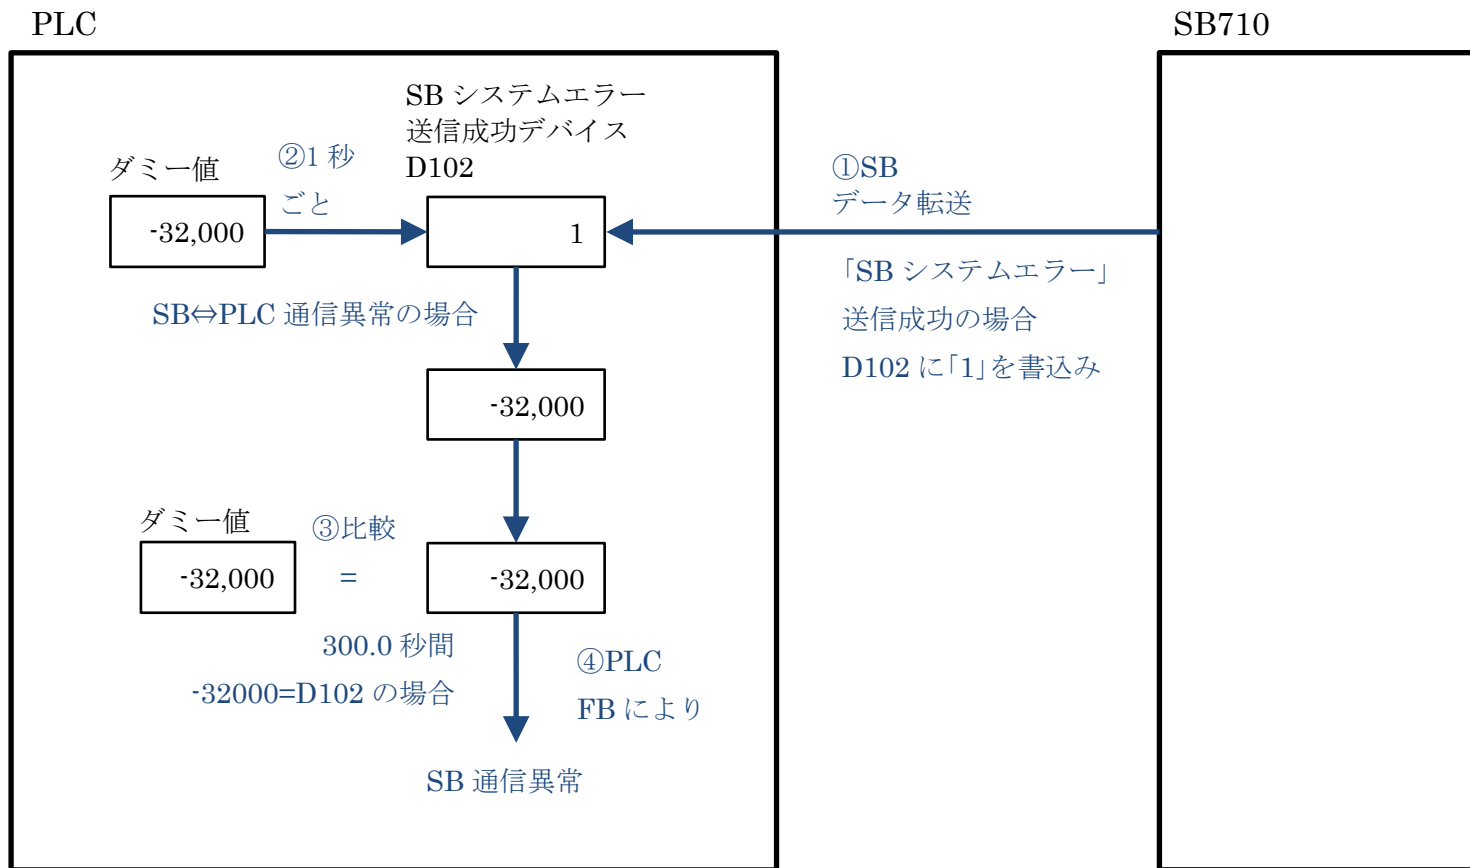 PLC
SB710
SB システムエラー
送信成功デバイス
D102
ダミー値
②1 秒
ごと
①SB
データ転送
-32,000
1
「SB システムエラー」
送信成功の場合
D102 に「1」を書込み
SB⇔PLC 通信異常の場合
-32,000
ダミー値
③比較
-32,000
=
-32,000
300.0 秒間
-32000=D102 の場合
④PLC
FB により
SB 通信異常